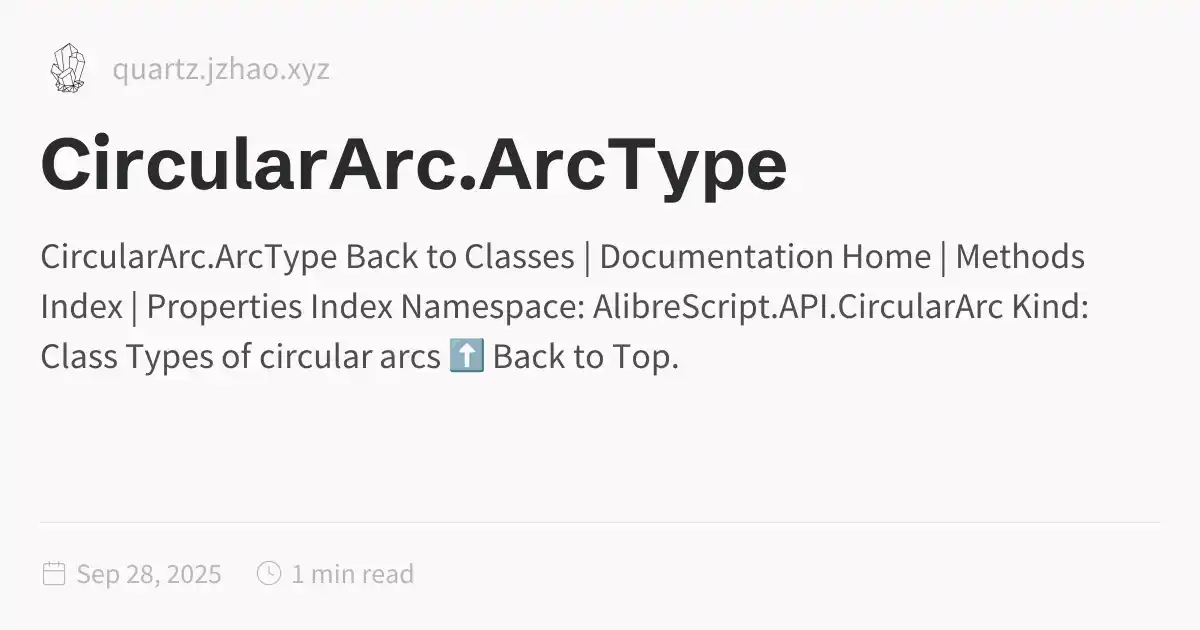 quartz.jzhao.xyz
CircularArc.ArcType
CircularArc.ArcType Back to Classes | Documentation Home | Methods
Index | Properties Index Namespace: AlibreScript.API.CircularArc Kind:
Class Types of circular arcs ⬆️ Back to Top.
Sep 28, 2025 1 min read